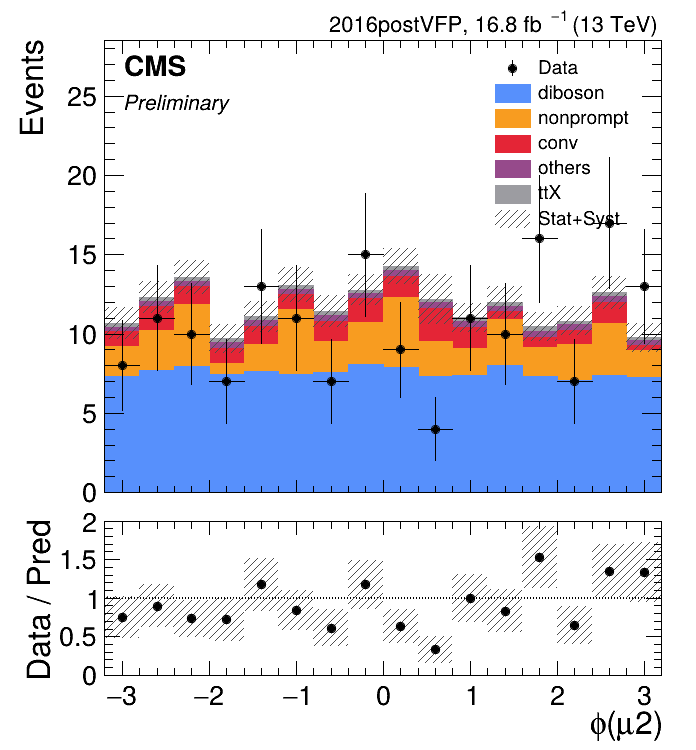 2016postVFP, 16.8 fb⁻¹ (13 TeV)
CMS
Preliminary
Events
Data
diboson
nonprompt
conv
others
ttX
Stat+Syst
25
20
15
10
5
0
Data / Pred
2
1.5
1
0.5
0
−3 −2 −1 0 1 2 3
ϕ(μ2)